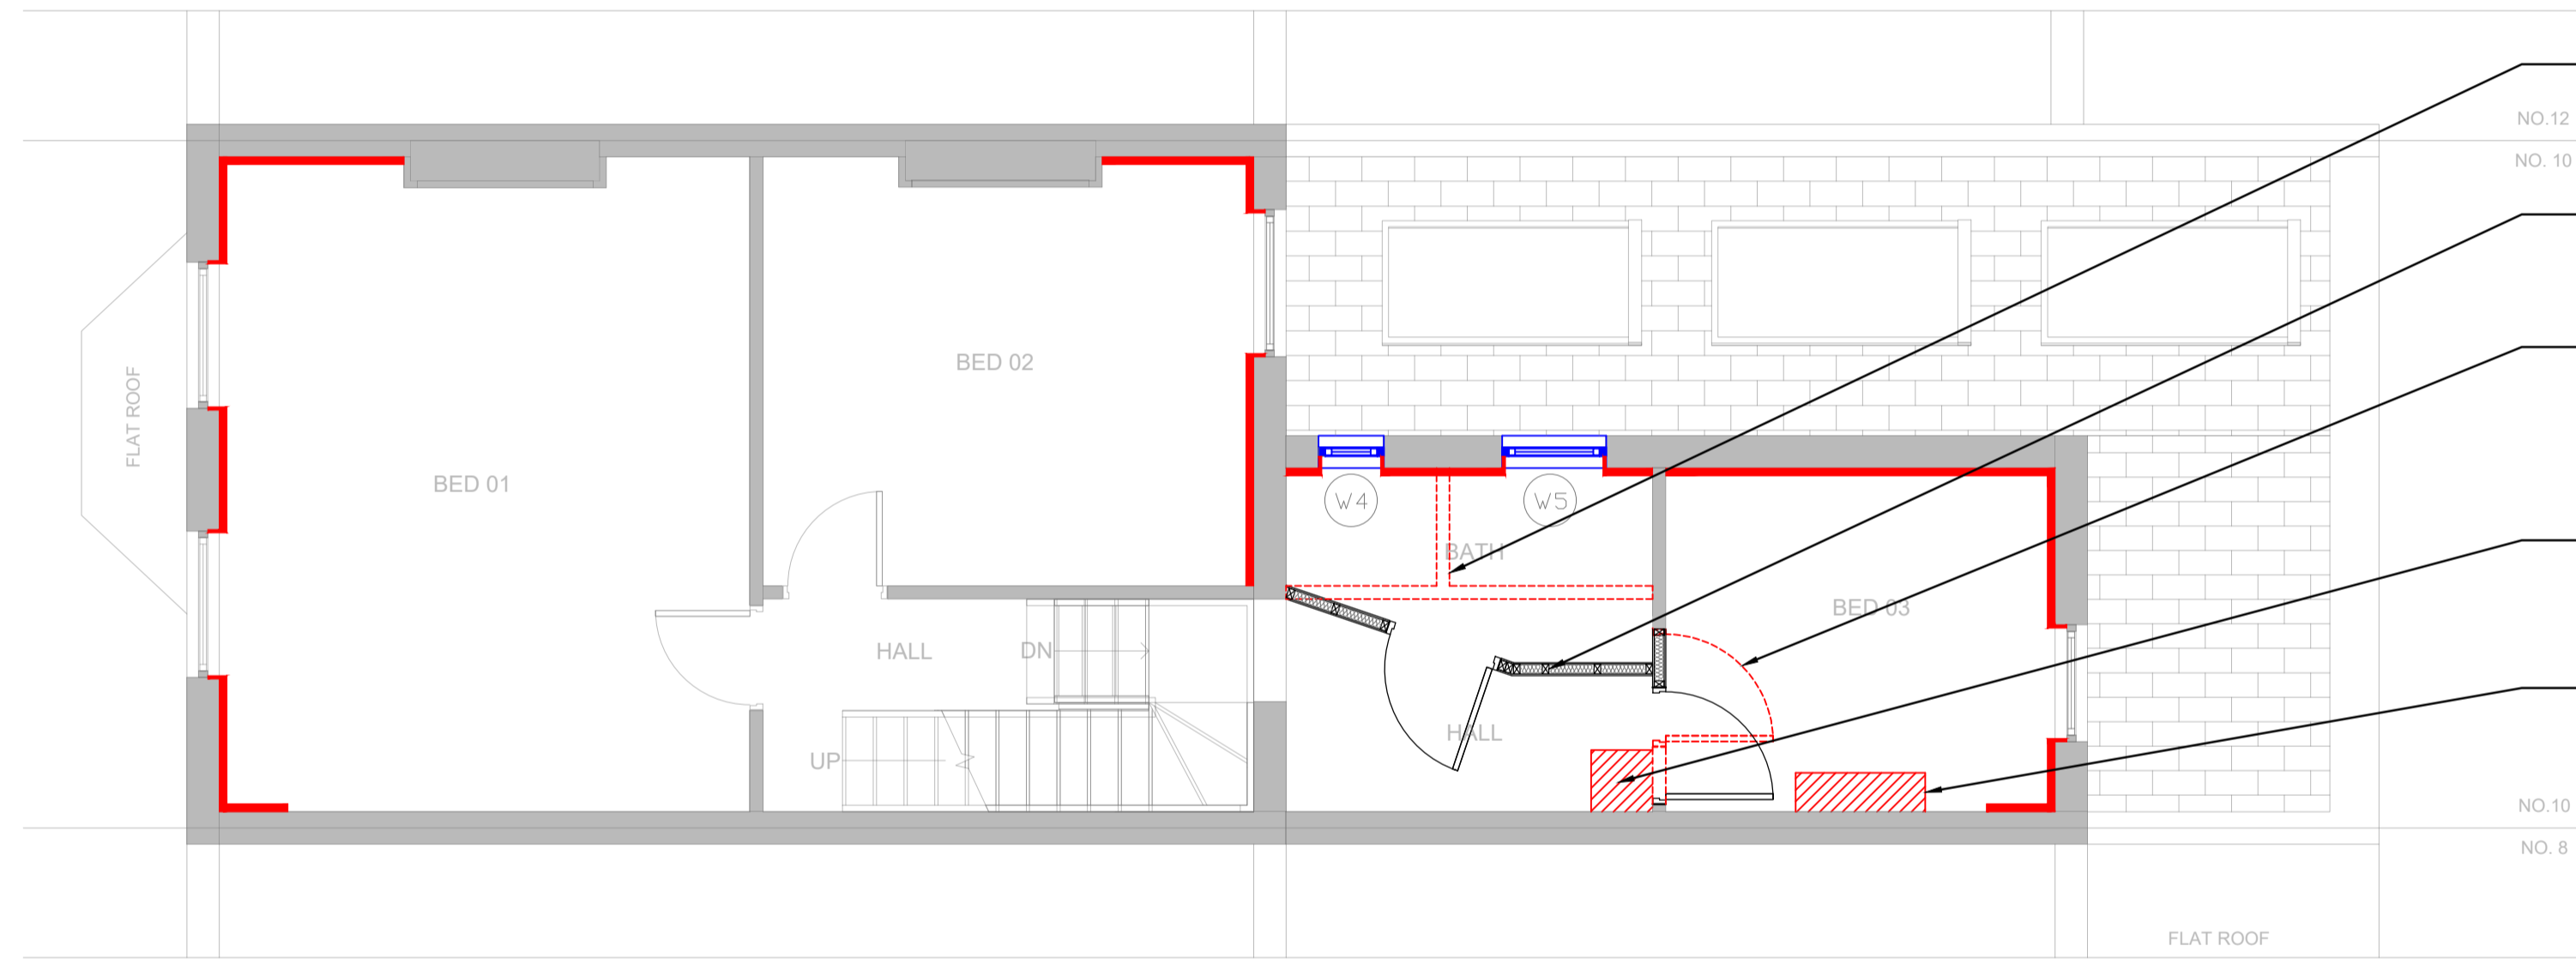 NO.12
NO. 10
FLAT ROOF
BED 01
BED 02
W4
W5
BATH
BED 03
HALL
DN
HALL
UP
NO.10
NO. 8
FLAT ROOF